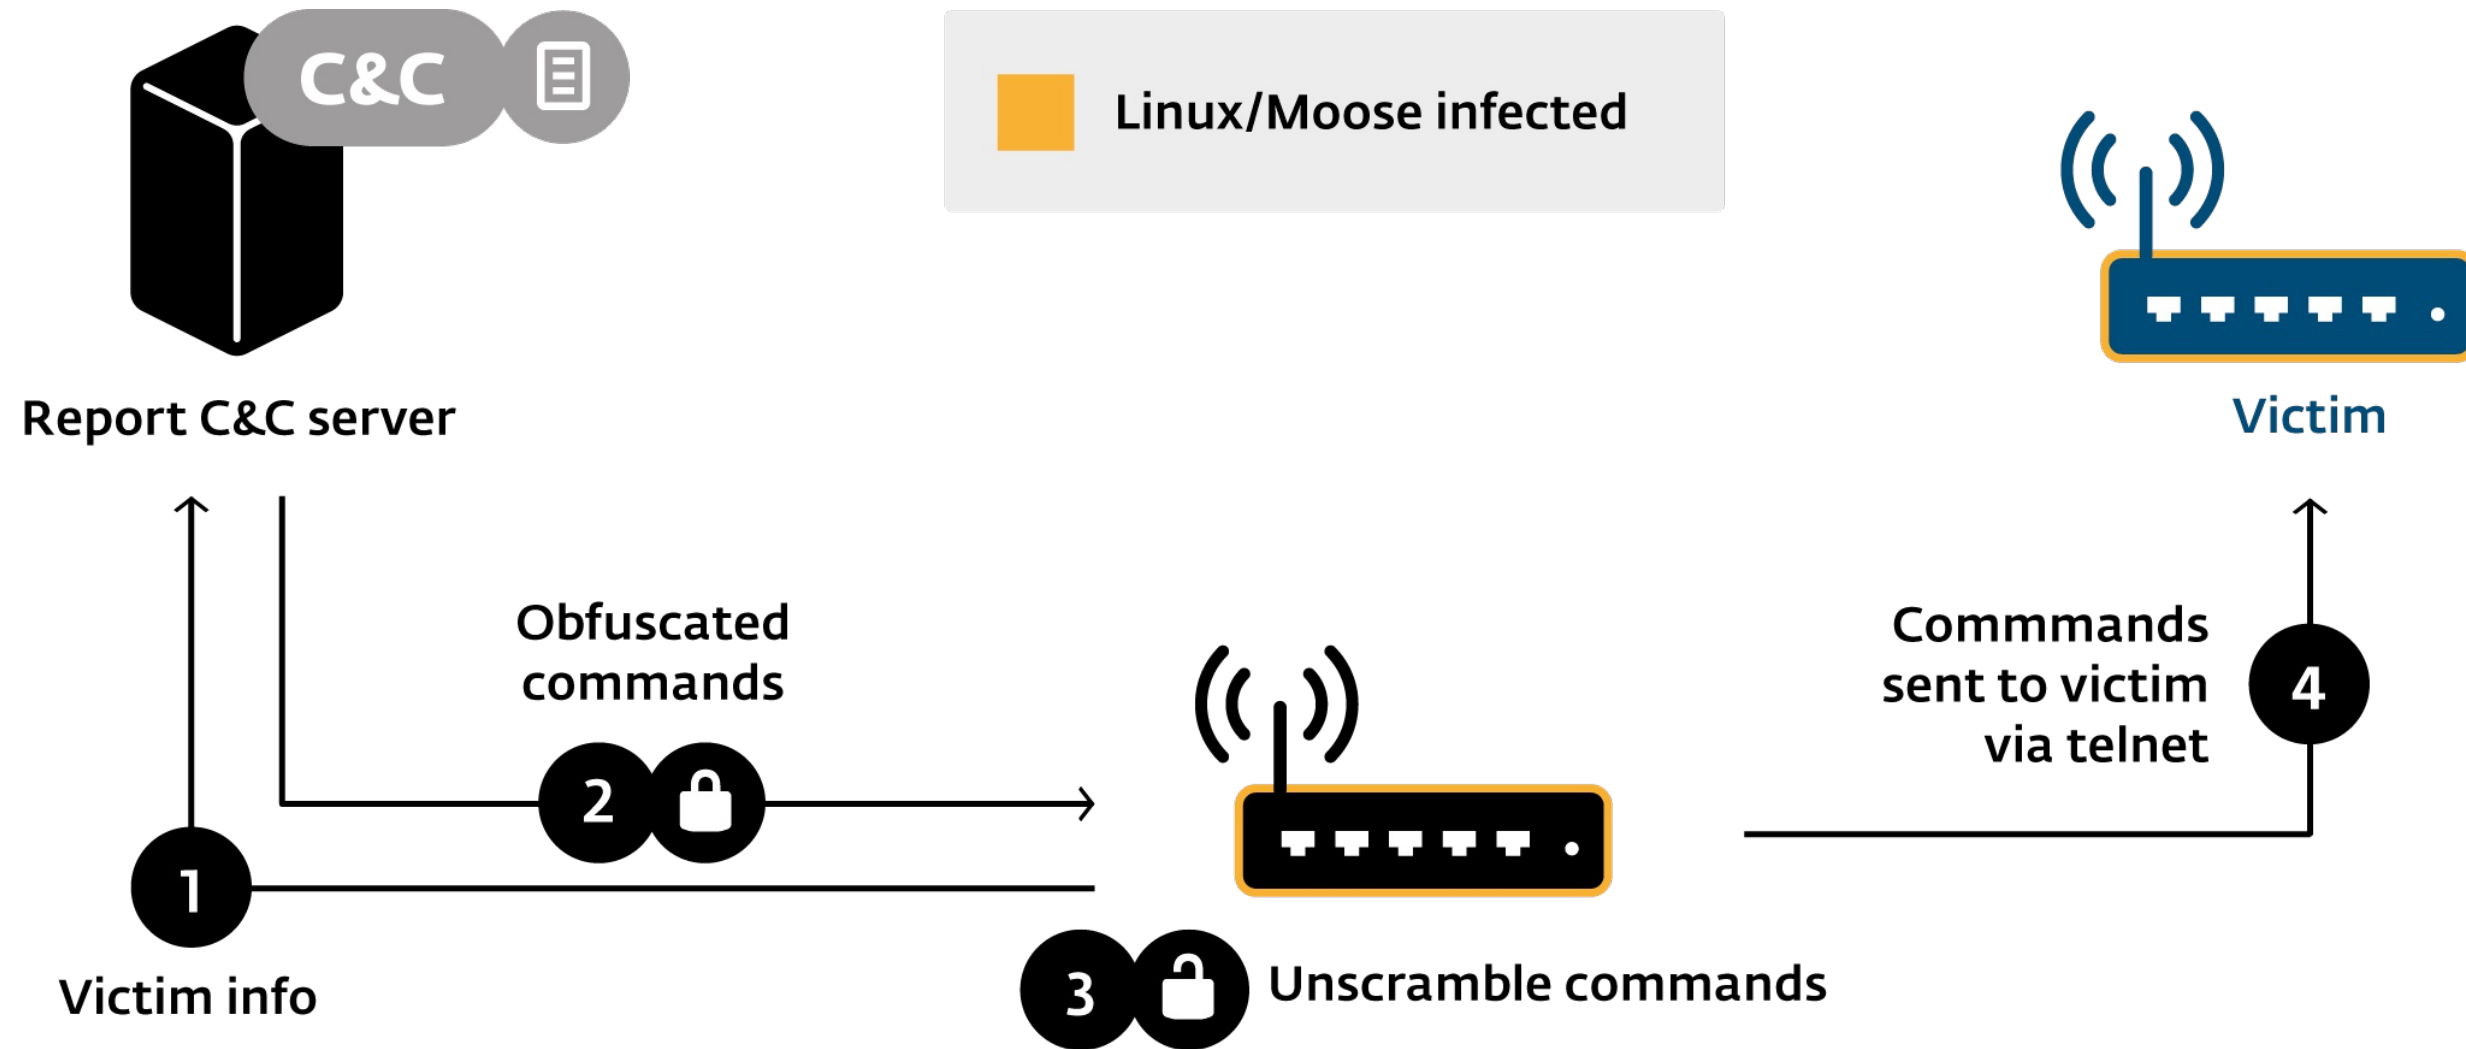 C&C
Linux/Moose infected
Report C&C server
Victim
Obfuscated
commands
Commmands
sent to victim
via telnet
4
2
1
Victim info
3
Unscramble commands